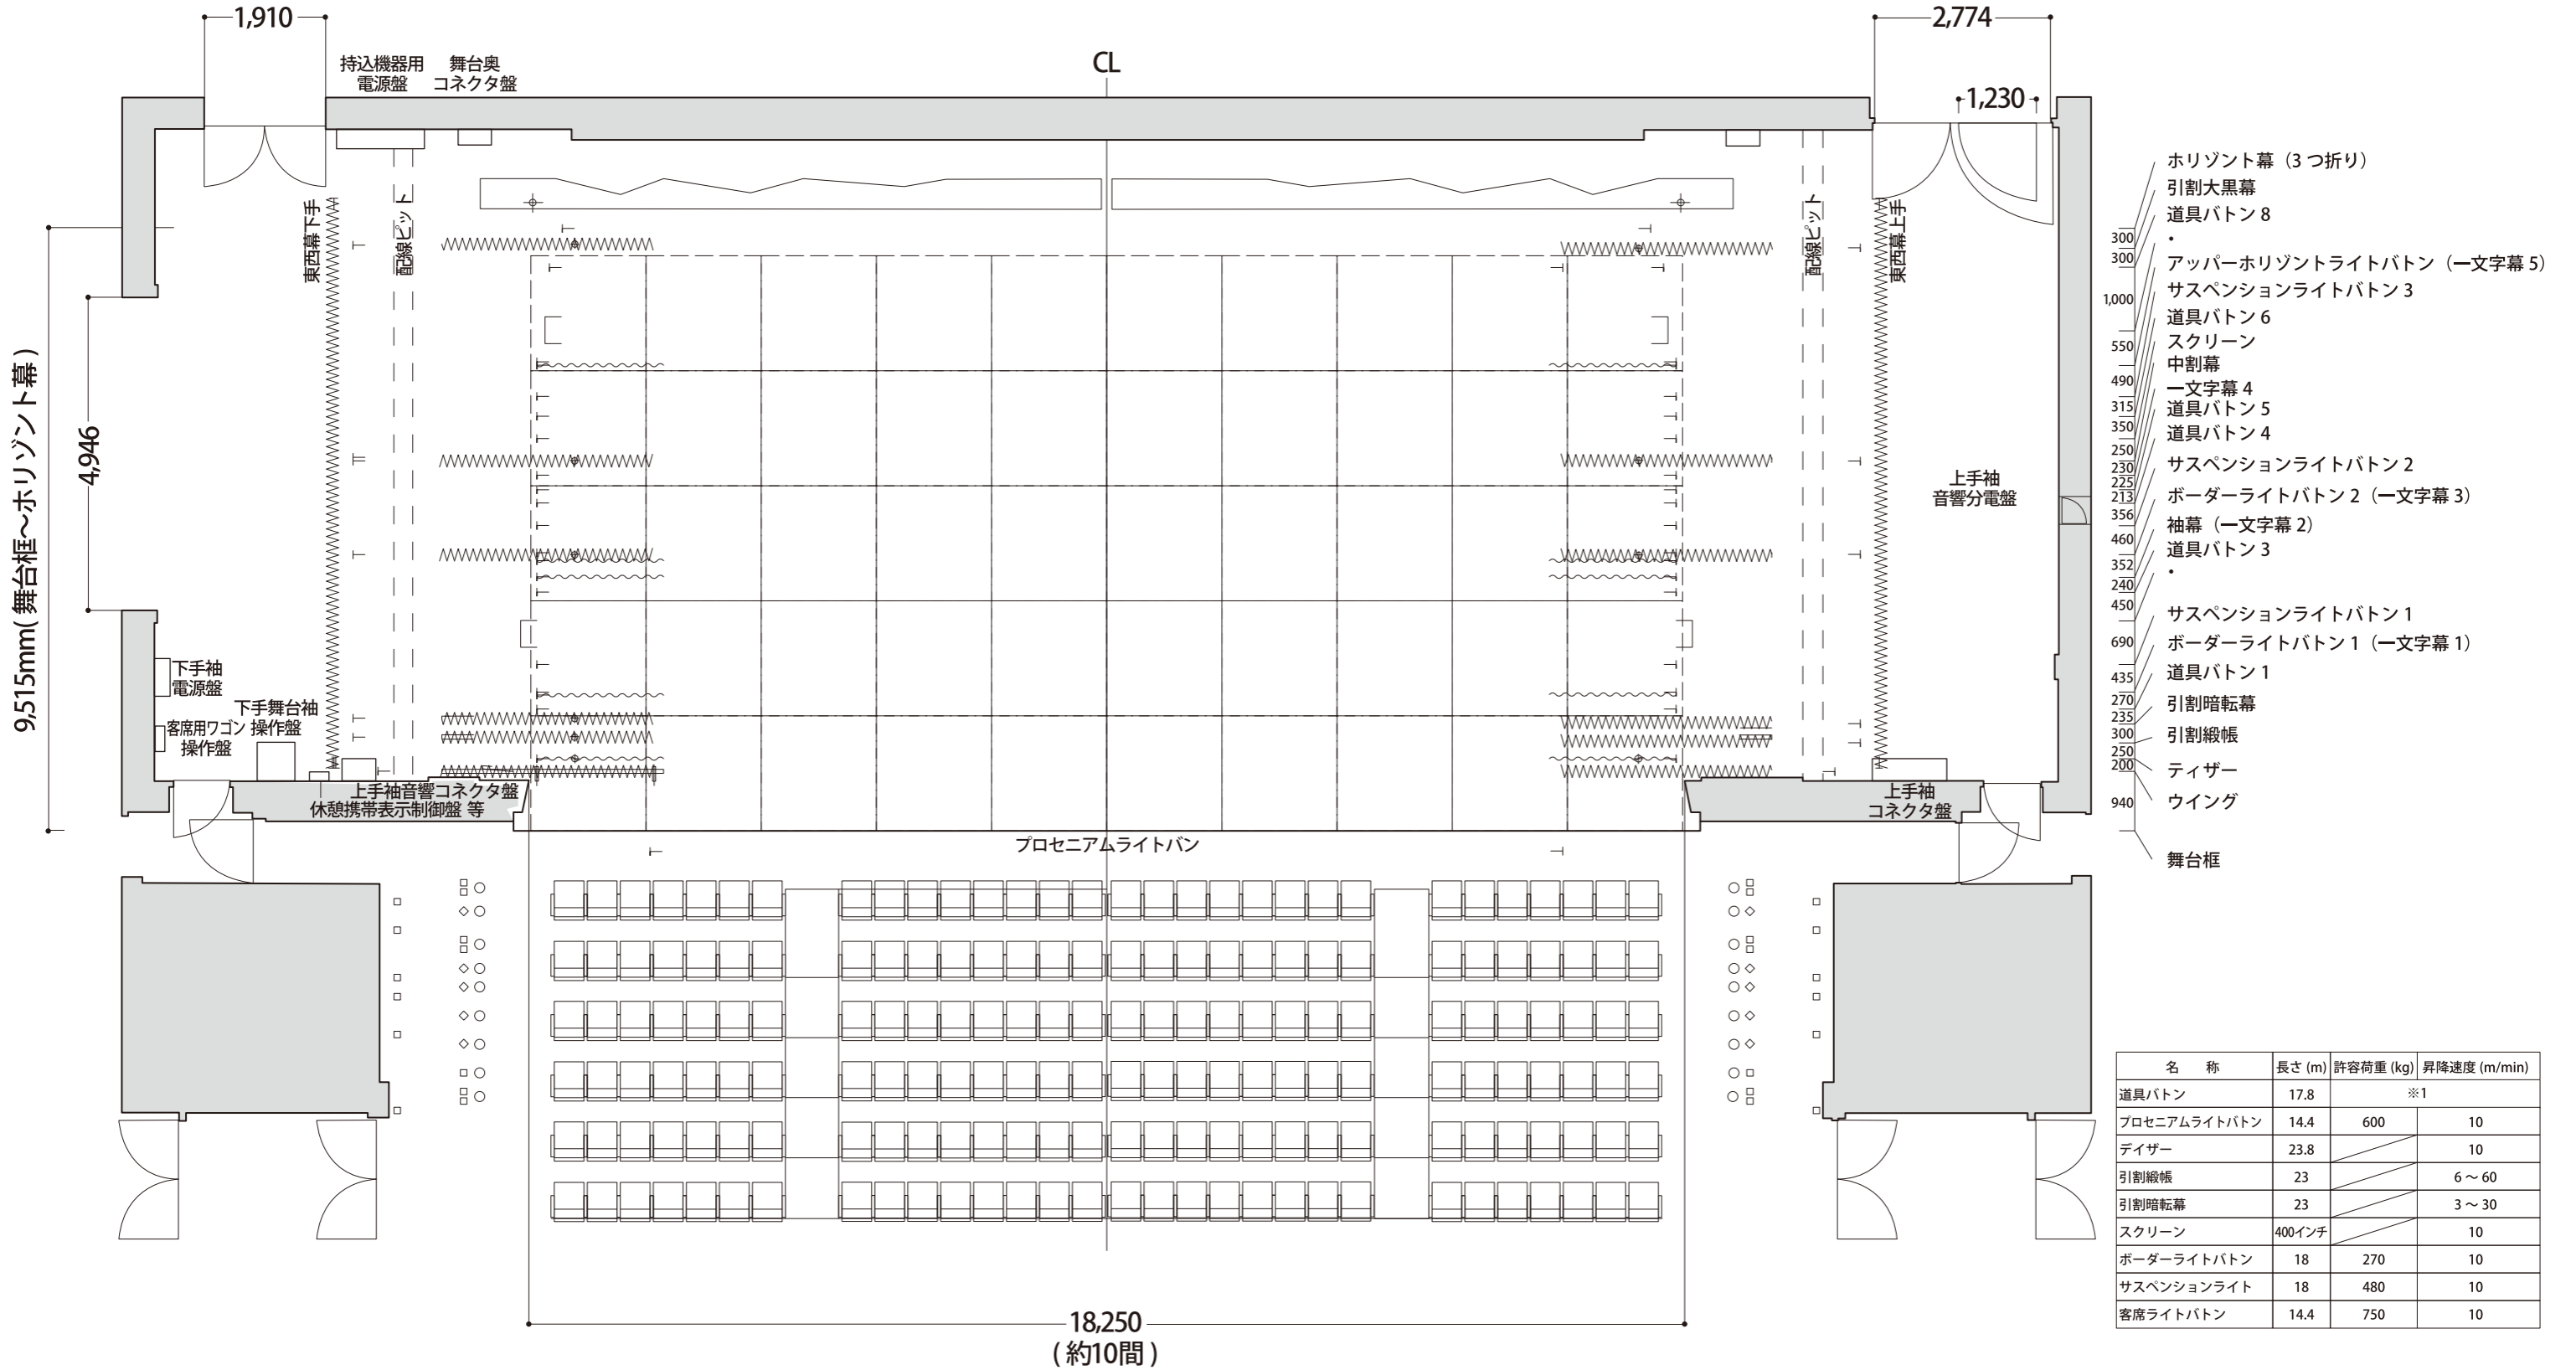 1,910
2,774
CL
持込機器用
電源盤
舞台奥
コネクタ盤
1,230
東西幕下手
配線ピット
配線ピット
東西幕上手
9,515mm(舞台框～ホリゾント幕)
4,946
上手袖
音響分電盤
下手袖
電源盤
客席用ワゴン
操作盤
下手舞台袖
操作盤
上手袖音響コネクタ盤
休憩携帯表示制御盤 等
上手袖
コネクタ盤
プロセニアムライトバン
18,250
(約10間)
300
300
1,000
550
490
315
350
250
230
225
213
356
460
352
240
450
690
435
270
235
300
250
200
940
ホリゾント幕（3つ折り）
引割大黒幕
道具バトン 8
・
アッパーホリゾントライトバトン（一文字幕 5）
サスペンションライトバトン 3
道具バトン 6
スクリーン
中割幕
一文字幕 4
道具バトン 5
道具バトン 4
サスペンションライトバトン 2
ボーダーライトバトン 2（一文字幕 3）
袖幕（一文字幕 2）
道具バトン 3
・
サスペンションライトバトン 1
ボーダーライトバトン 1（一文字幕 1）
道具バトン 1
引割暗転幕
引割緞帳
ティザー
ウイング
舞台框
名　称 長さ (m) 許容荷重 (kg) 昇降速度 (m/min)
道具バトン 17.8 ※1
プロセニアムライトバトン 14.4 600 10
デイザー 23.8 10
引割緞帳 23 6～60
引割暗転幕 23 3～30
スクリーン 400インチ 10
ボーダーライトバトン 18 270 10
サスペンションライト 18 480 10
客席ライトバトン 14.4 750 10